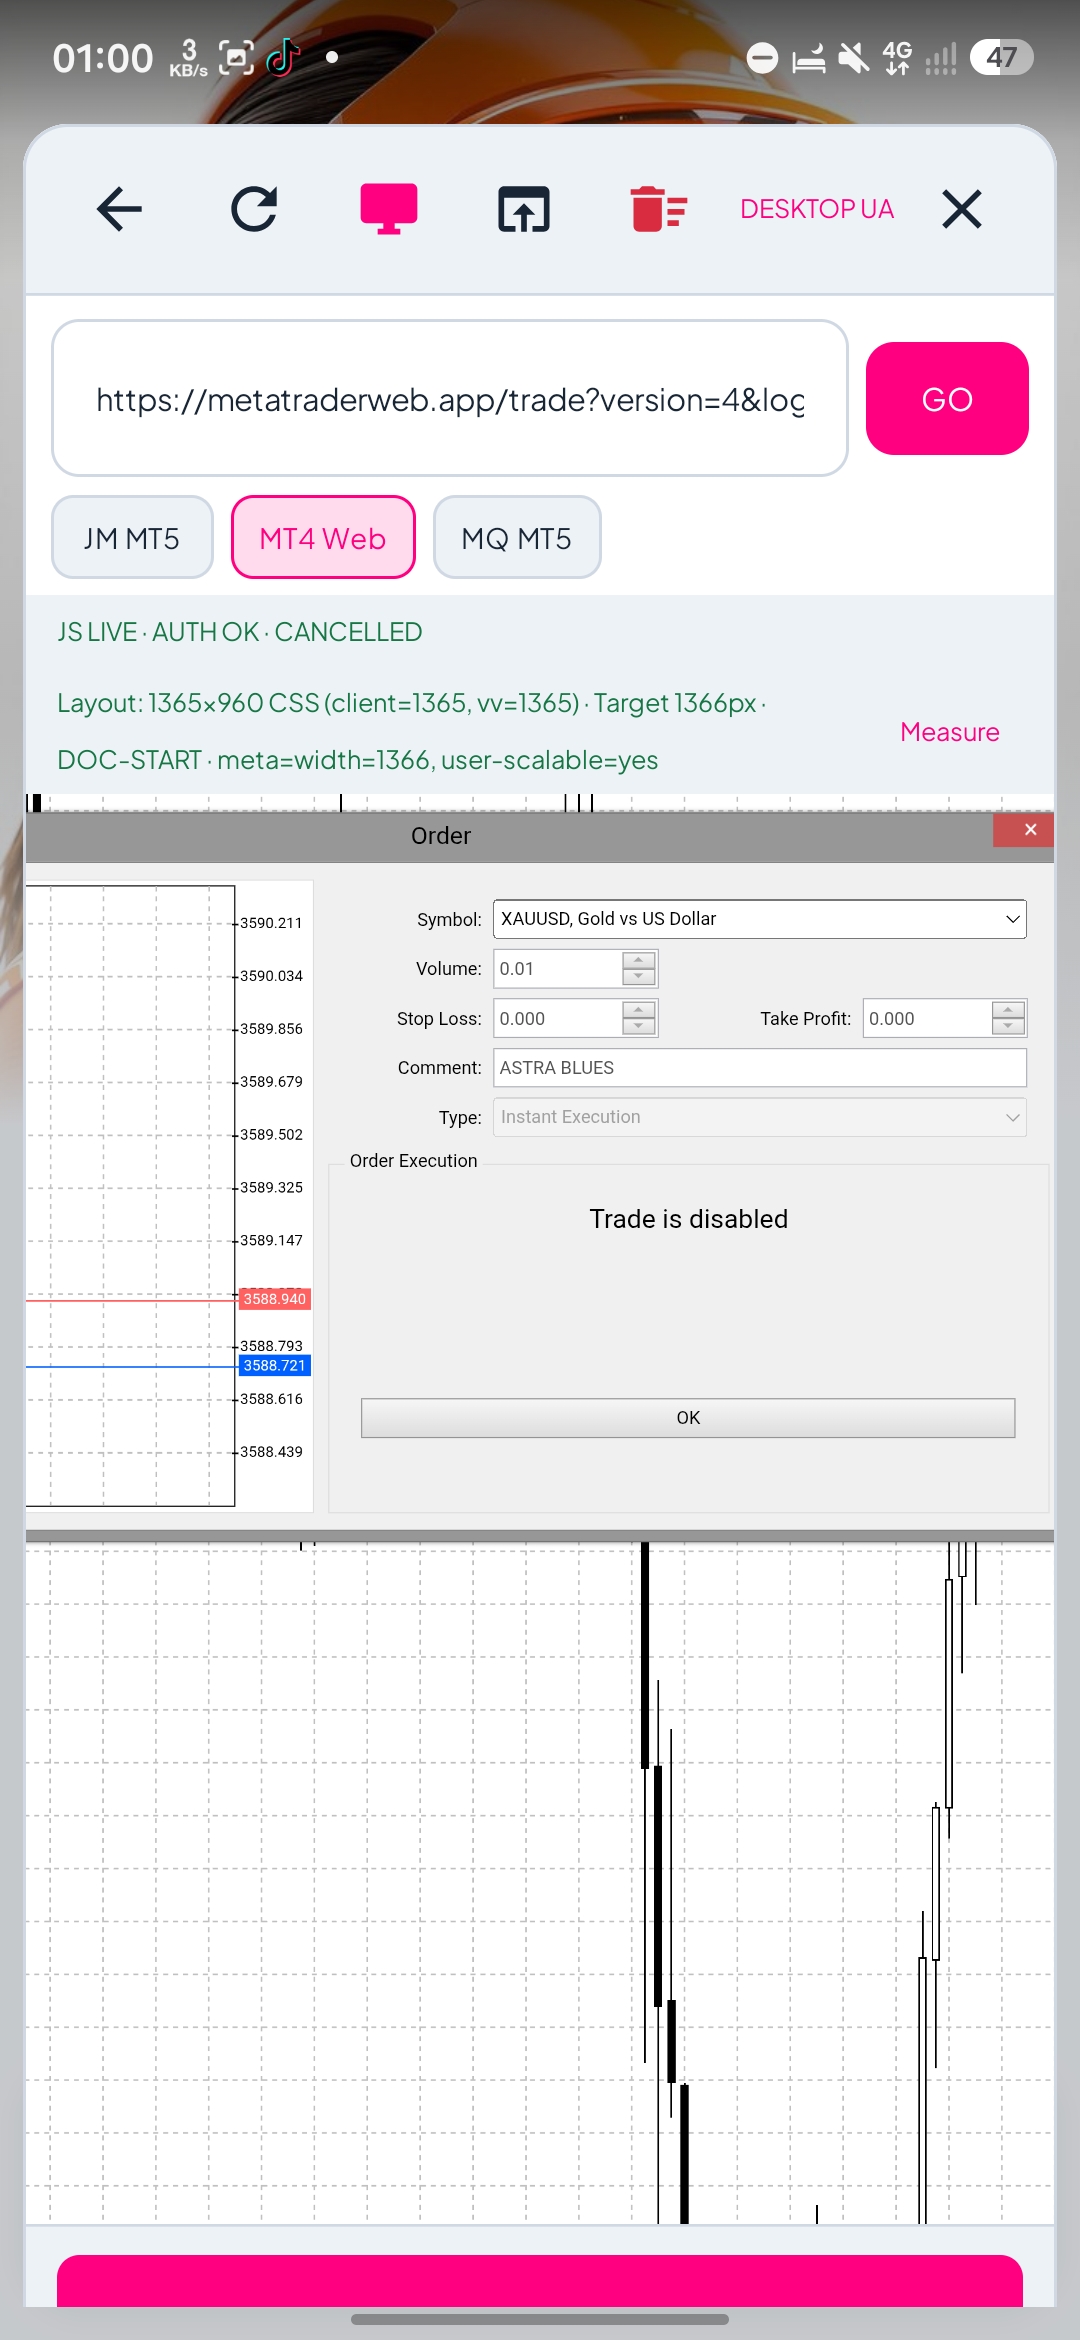 01:00 3 KB/s 4G 47
DESKTOP UA
https://metatraderweb.app/trade?version=4&log
GO
JM MT5 MT4 Web MQ MT5
JS LIVE · AUTH OK · CANCELLED
Layout: 1365×960 CSS (client=1365, vv=1365) · Target 1366px ·
DOC-START · meta=width=1366, user-scalable=yes
Measure
Order
Symbol: XAUUSD, Gold vs US Dollar
Volume: 0.01
Stop Loss: 0.000 Take Profit: 0.000
Comment: ASTRA BLUES
Type: Instant Execution
Order Execution
Trade is disabled
OK
3590.211
3590.034
3589.856
3589.679
3589.502
3589.325
3589.147
3588.940
3588.793
3588.721
3588.616
3588.439